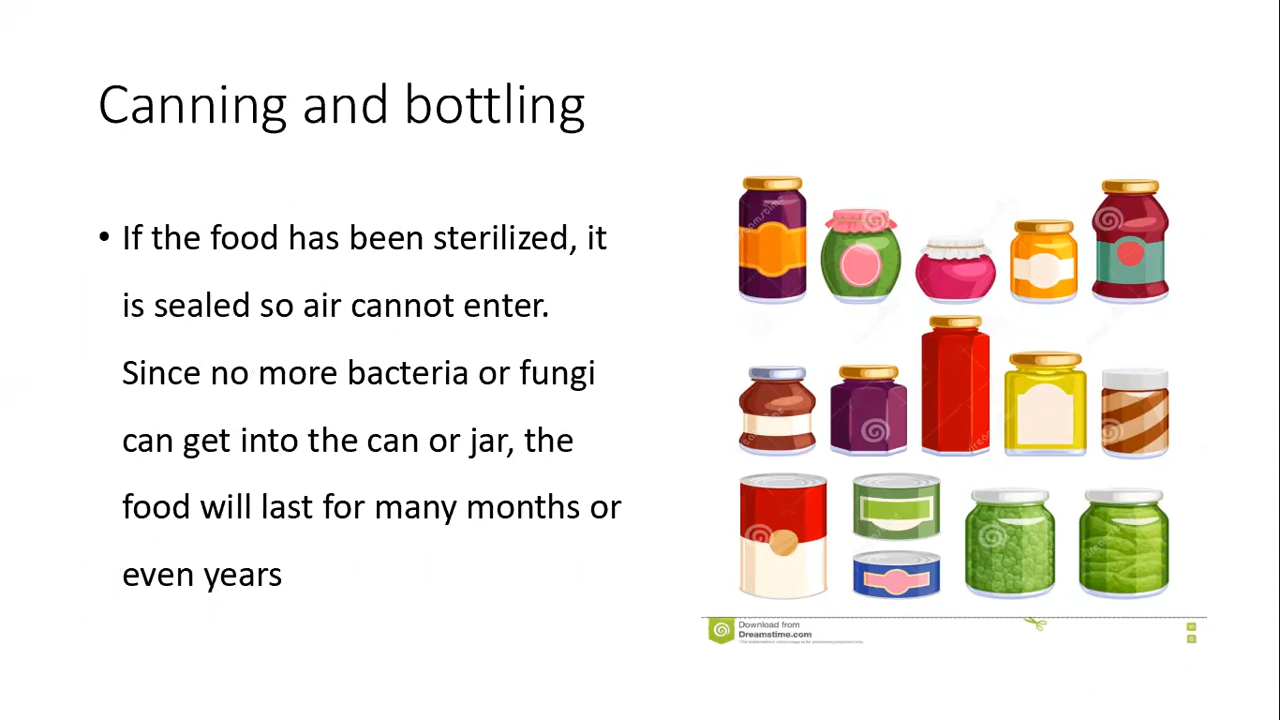 Canning and bottling
• If the food has been sterilized, it
is sealed so air cannot enter.
Since no more bacteria or fungi
can get into the can or jar, the
food will last for many months or
even years
Download from
Dreamstime.com